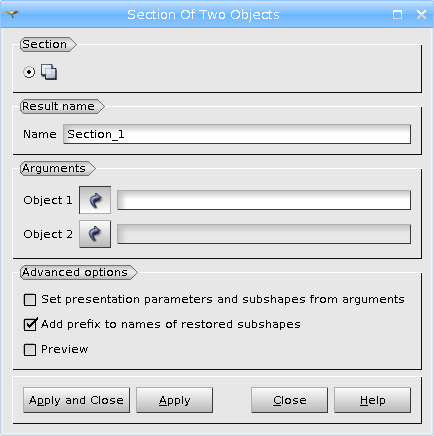 Section Of Two Objects
Section
Result name
Name Section_1
Arguments
Object 1
Object 2
Advanced options
Set presentation parameters and subshapes from arguments
Add prefix to names of restored subshapes
Preview
Apply and Close Apply Close Help